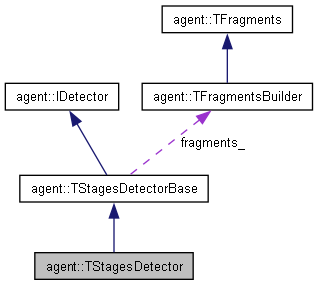 agent::TFragments
agent::IDetector
agent::TFragmentsBuilder
fragments_
agent::TStagesDetectorBase
agent::TStagesDetector